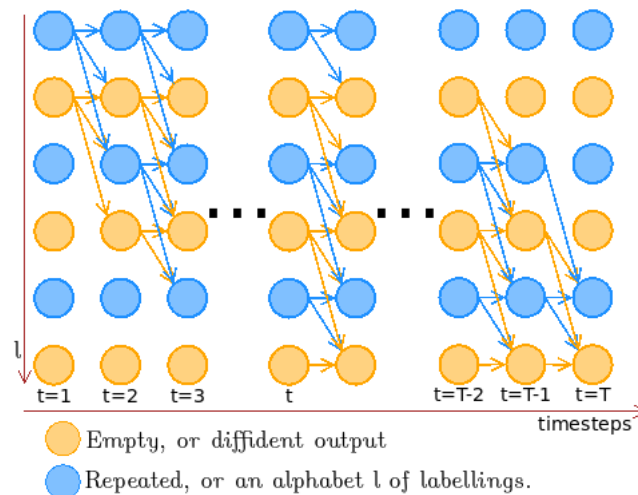 l
t=1 t=2 t=3 t t=T-2 t=T-1 t=T
timesteps
Empty, or diffident output
Repeated, or an alphabet l of labellings.